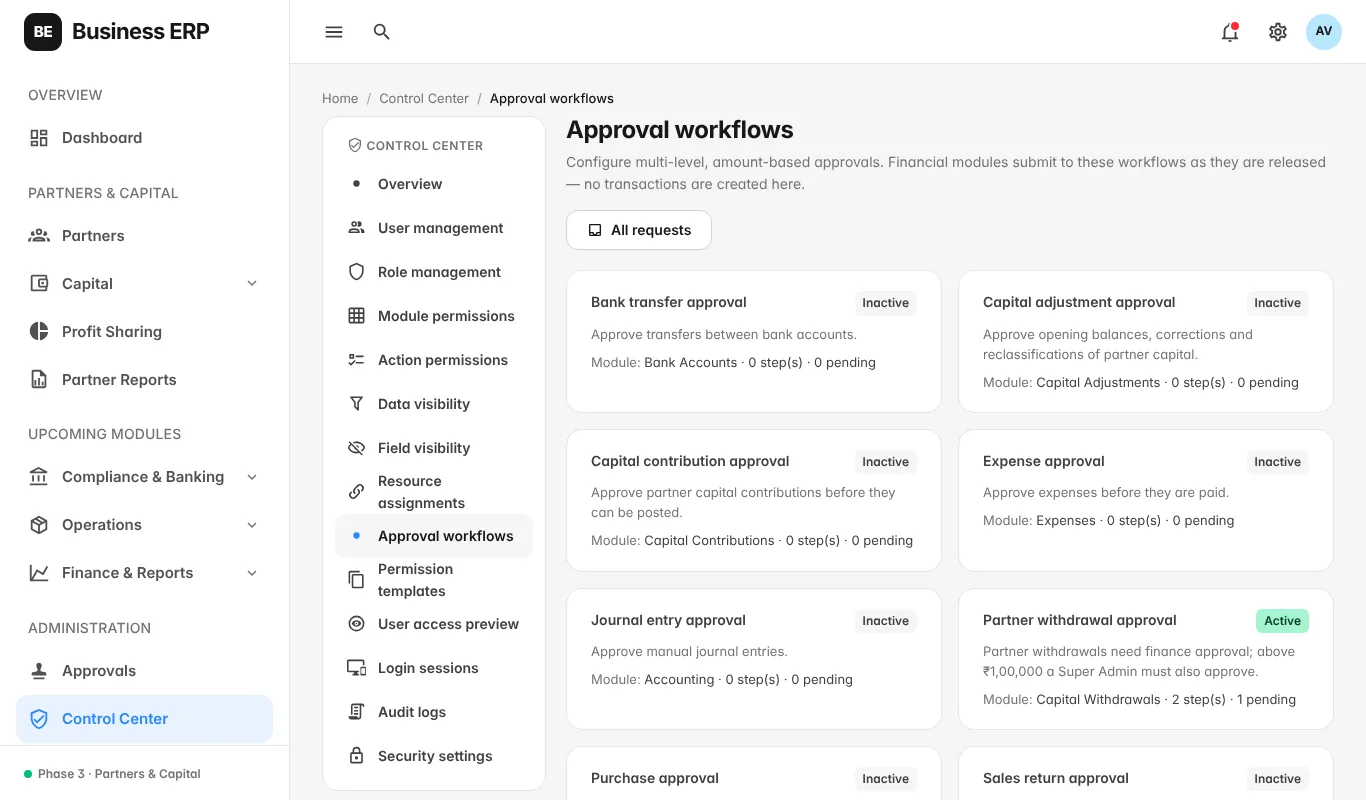 BE Business ERP
OVERVIEW
Dashboard
PARTNERS & CAPITAL
Partners
Capital
Profit Sharing
Partner Reports
UPCOMING MODULES
Compliance & Banking
Operations
Finance & Reports
ADMINISTRATION
Approvals
Control Center
Phase 3 · Partners & Capital
AV
Home / Control Center / Approval workflows
CONTROL CENTER
Overview
User management
Role management
Module permissions
Action permissions
Data visibility
Field visibility
Resource
assignments
Approval workflows
Permission
templates
User access preview
Login sessions
Audit logs
Security settings
Approval workflows
Configure multi-level, amount-based approvals. Financial modules submit to these workflows as they are released
— no transactions are created here.
All requests
Bank transfer approval Inactive
Approve transfers between bank accounts.
Module: Bank Accounts · 0 step(s) · 0 pending
Capital adjustment approval Inactive
Approve opening balances, corrections and
reclassifications of partner capital.
Module: Capital Adjustments · 0 step(s) · 0 pending
Capital contribution approval Inactive
Approve partner capital contributions before they
can be posted.
Module: Capital Contributions · 0 step(s) · 0 pending
Expense approval Inactive
Approve expenses before they are paid.
Module: Expenses · 0 step(s) · 0 pending
Journal entry approval Inactive
Approve manual journal entries.
Module: Accounting · 0 step(s) · 0 pending
Partner withdrawal approval Active
Partner withdrawals need finance approval; above
₹1,00,000 a Super Admin must also approve.
Module: Capital Withdrawals · 2 step(s) · 1 pending
Purchase approval Inactive
Sales return approval Inactive